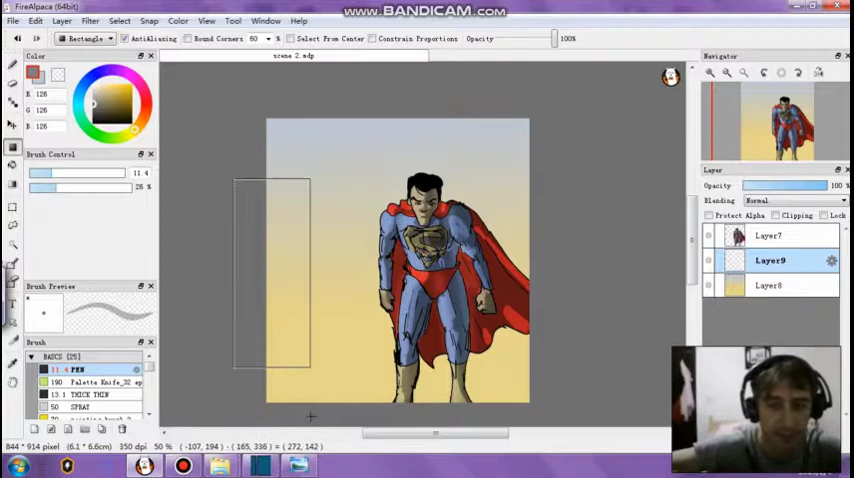 FireAlpaca (64bit)
www.BANDICAM.com
File Edit Layer Filter Select Snap Color View Tool Window Help
Rectangle AntiAliasing Round Corners 60 Select From Center Constrain Proportions Opacity 100%
Color
scene 2.mdp
Navigator
R 126
G 126
B 126
Brush Control
11.4
26 %
Layer
Opacity 100 %
Blending Normal
Protect Alpha Clipping Lock
Layer7
Layer9
Layer8
Brush Preview
Brush
BASICS [25]
11.4 PEN
190 Palette Knife_32 ep
13.1 THICK THIN
50 SPRAY
844 * 914 pixel (6.1 * 6.6cm) 350 dpi 50 % ( -107, 194 ) - ( 165, 336 ) = ( 272, 142 )